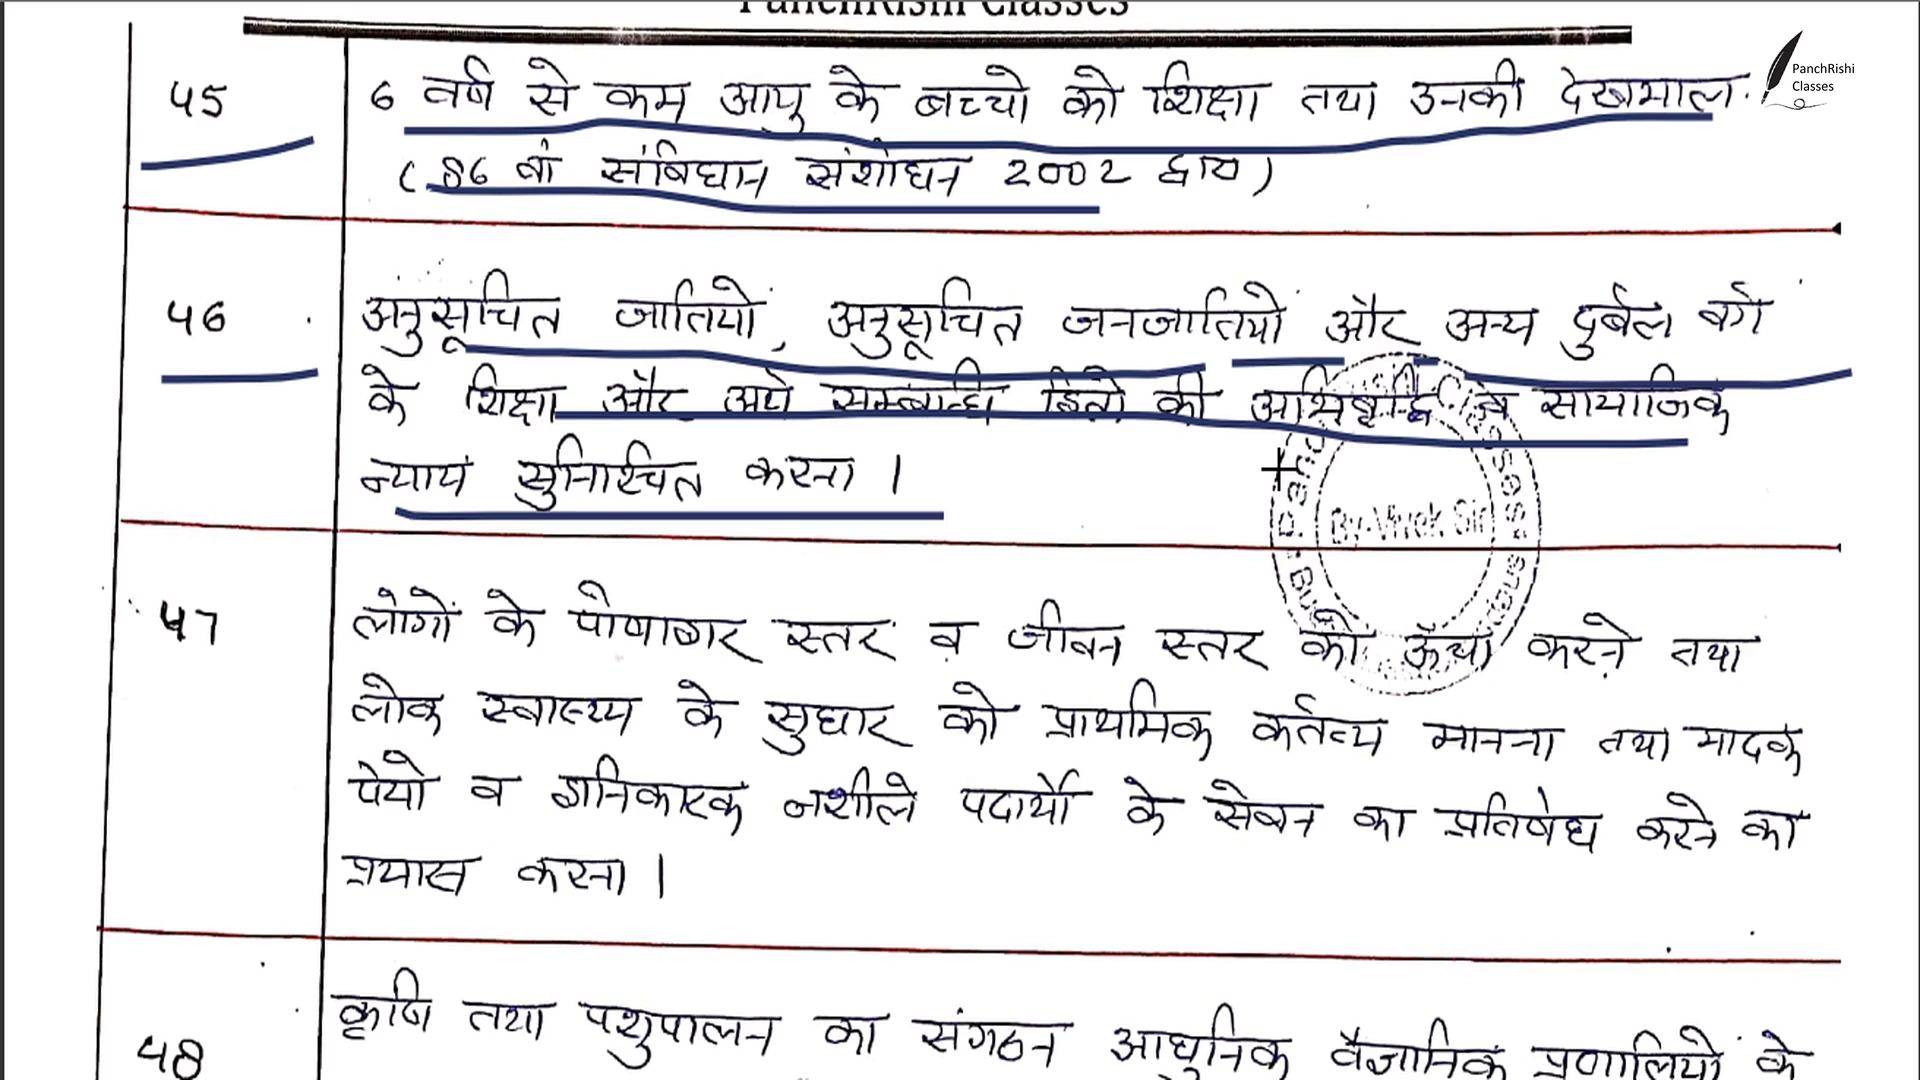 PanchRishi Classes
PanchRishi
Classes
45 6 वर्ष से कम आयु के बच्चो को शिक्षा तथा उनकी देखभाल.
( 86 वां संविधान संशोधन 2002 द्वारा)
46 अनुसूचित जातियों, अनुसूचित जनजातियों और अन्य दुर्बल वर्ग
के शिक्षा और अर्थ सम्बन्धि हितो की अभिवृद्धि व सामाजिक
न्याय सुनिश्चित करना ।
By-Vivek Sir
47 लोगों के पोषाहार स्तर व जीवन स्तर को ऊँचा करने तथा
लोक स्वास्थ्य के सुधार को प्राथमिक कर्तव्य मानना तथा मादक
पेयो व हानिकारक नशीले पदार्थो के सेवन का प्रतिषेध करने का
प्रयास करना ।
48 कृषि तथा पशुपालन का संगठन आधुनिक वैज्ञानिक प्रणालियो के